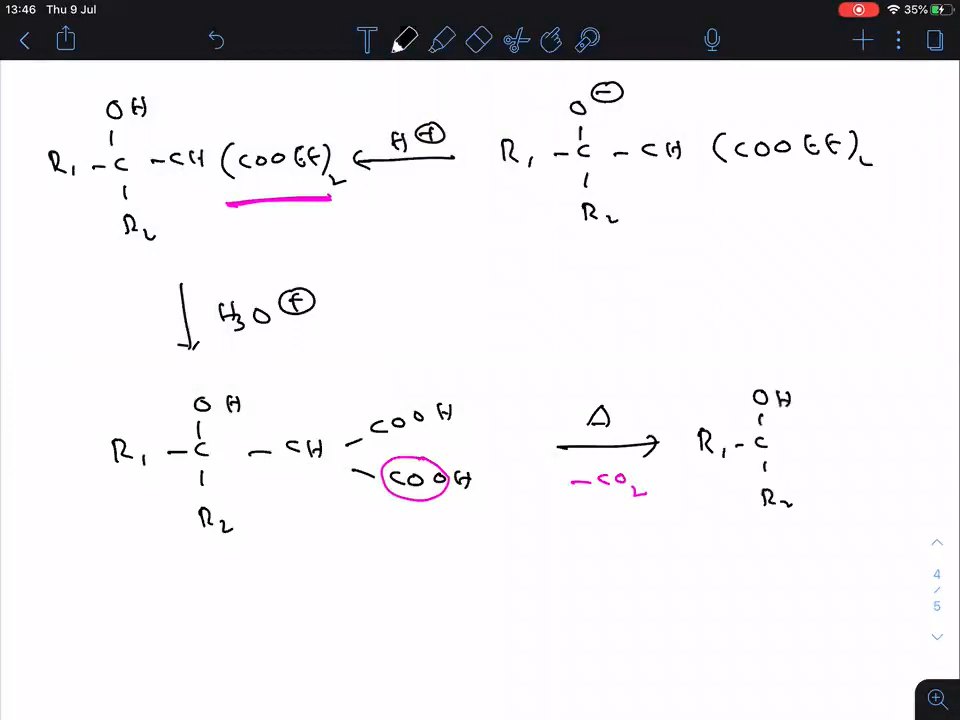 13:46 Thu 9 Jul 35%
T
OH O⊖
R1 - C - CH (COOEt)2 ← H⊕ R1 - C - CH (COOEt)2
R2 R2
↓ H3O⊕
OH COOH Δ OH
R1 - C - CH → R1 - C
COOH - CO2
R2 R2
4
/
5